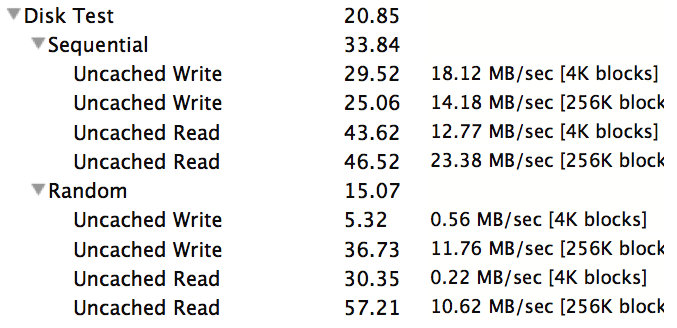 Disk Test 20.85
Sequential 33.84
Uncached Write 29.52 18.12 MB/sec [4K blocks]
Uncached Write 25.06 14.18 MB/sec [256K block
Uncached Read 43.62 12.77 MB/sec [4K blocks]
Uncached Read 46.52 23.38 MB/sec [256K block
Random 15.07
Uncached Write 5.32 0.56 MB/sec [4K blocks]
Uncached Write 36.73 11.76 MB/sec [256K block
Uncached Read 30.35 0.22 MB/sec [4K blocks]
Uncached Read 57.21 10.62 MB/sec [256K block